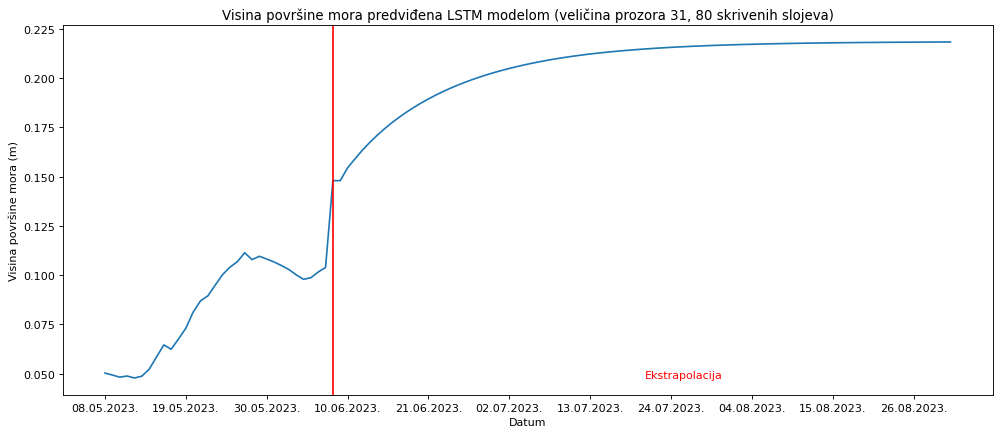 Visina površine mora predviđena LSTM modelom (veličina prozora 31, 80 skrivenih slojeva)
Visina površine mora (m)
0.225
0.200
0.175
0.150
0.125
0.100
0.075
0.050
Ekstrapolacija
08.05.2023. 19.05.2023. 30.05.2023. 10.06.2023. 21.06.2023. 02.07.2023. 13.07.2023. 24.07.2023. 04.08.2023. 15.08.2023. 26.08.2023.
Datum